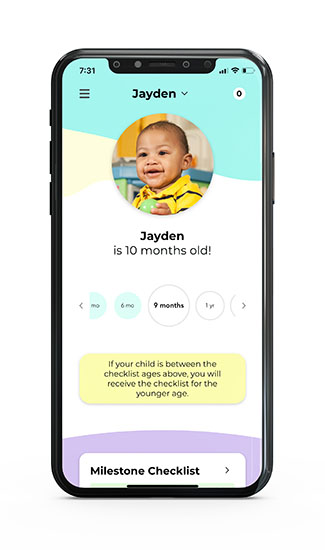 7:31
Jayden
0
Jayden
is 10 months old!
mo
6 mo
9 months
1 yr
If your child is between the
checklist ages above, you will
receive the checklist for the
younger age.
Milestone Checklist